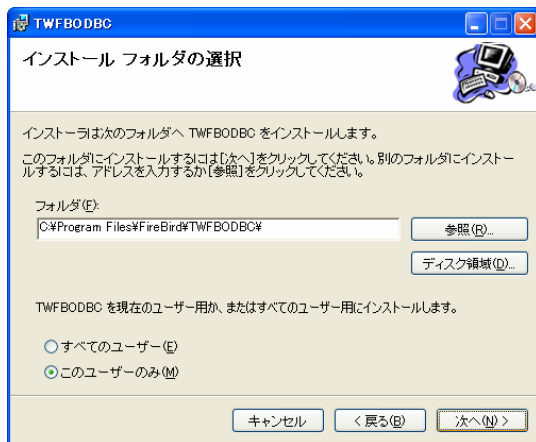 TWFBODBC
インストール フォルダの選択
インストーラは次のフォルダへ TWFBODBC をインストールします。
このフォルダにインストールするには[次へ]をクリックしてください。別のフォルダにインストー
ルするには、アドレスを入力するか[参照]をクリックしてください。
フォルダ(F):
C:¥Program Files¥FireBird¥TWFBODBC¥
参照(R)...
ディスク領域(D)...
TWFBODBC を現在のユーザー用か、またはすべてのユーザー用にインストールします。
すべてのユーザー(E)
このユーザーのみ(M)
キャンセル
< 戻る(B)
次へ(N) >